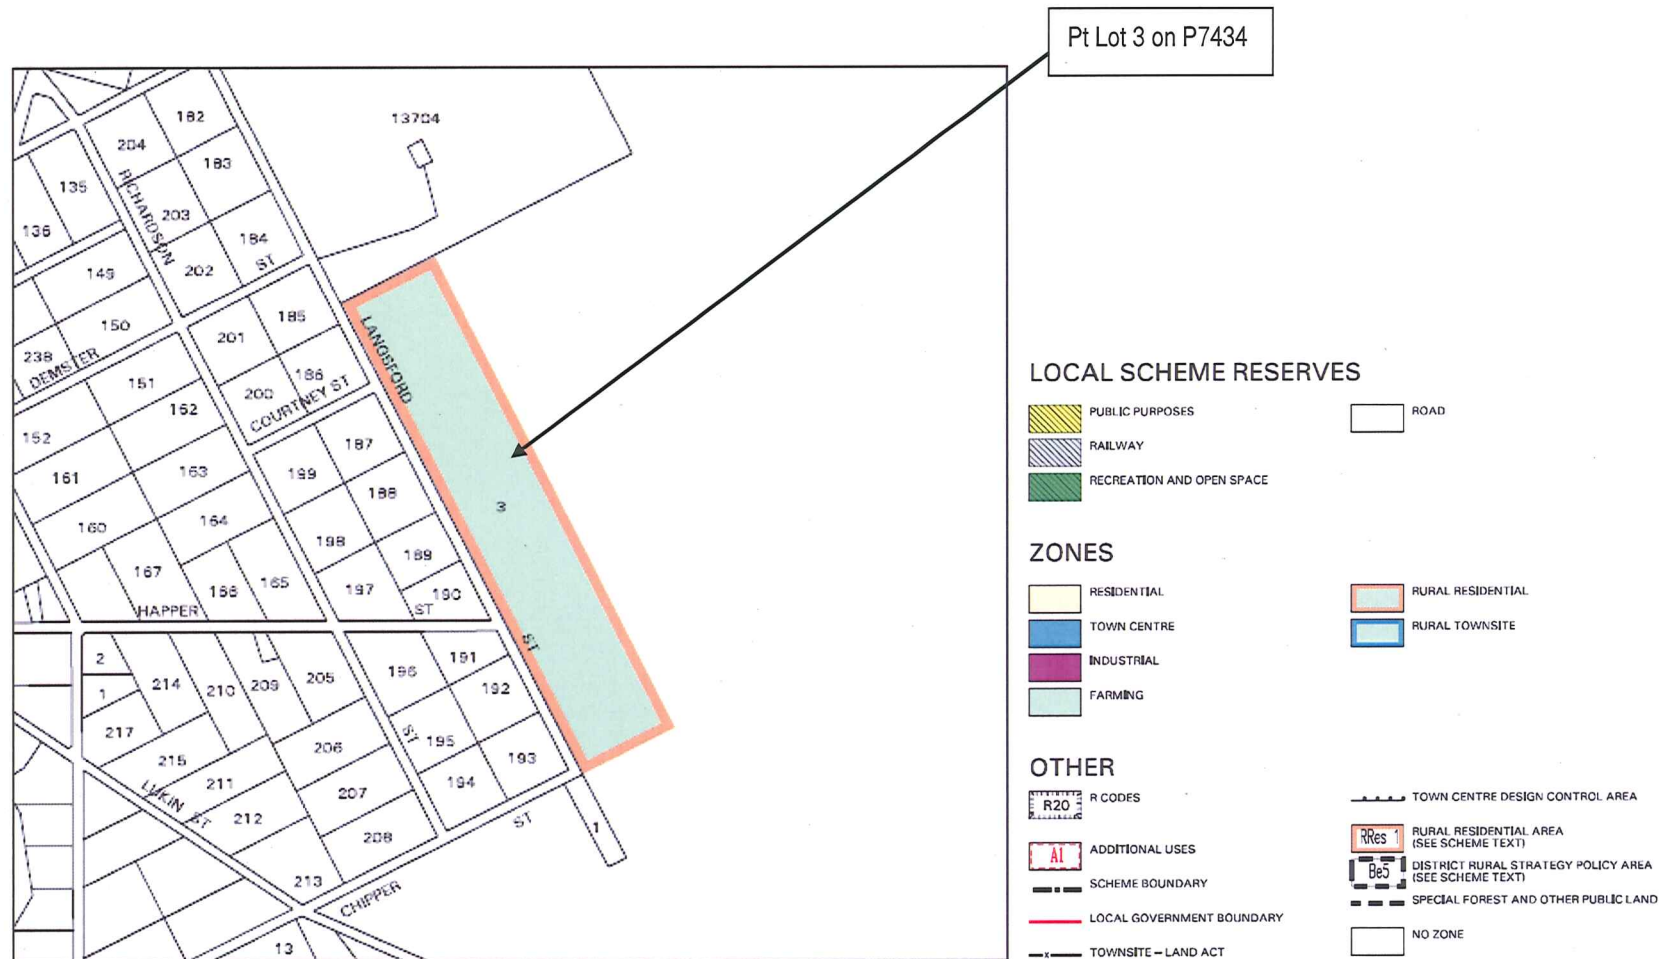 Pt Lot 3 on P7434
13704
182
204
183
135
RICHARDSON
203
136
184
ST
202
149
185
150
201
LANGSFORD
238
DEMSTER
186
151
200
COURTNEY ST
162
152
187
163
199
161
188
3
164
160
198
189
167
165
168
197
190
HAPPER
ST
ST
191
2
196
205
209
214
210
192
1
217
ST
195
206
193
215
211
194
LUKIN ST
207
212
ST
1
208
213
CHIPPER
13
LOCAL SCHEME RESERVES
PUBLIC PURPOSES
ROAD
RAILWAY
RECREATION AND OPEN SPACE
ZONES
RESIDENTIAL
RURAL RESIDENTIAL
TOWN CENTRE
RURAL TOWNSITE
INDUSTRIAL
FARMING
OTHER
R20
R CODES
TOWN CENTRE DESIGN CONTROL AREA
RRes 1
RURAL RESIDENTIAL AREA
(SEE SCHEME TEXT)
A1
ADDITIONAL USES
Be5
DISTRICT RURAL STRATEGY POLICY AREA
(SEE SCHEME TEXT)
SCHEME BOUNDARY
SPECIAL FOREST AND OTHER PUBLIC LAND
LOCAL GOVERNMENT BOUNDARY
NO ZONE
TOWNSITE – LAND ACT